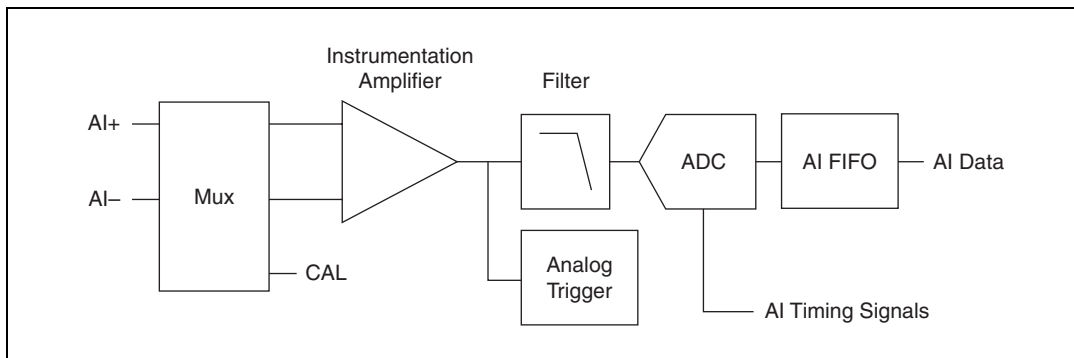 Instrumentation
Amplifier
Filter
AI+
AI–
Mux
CAL
ADC
AI FIFO
AI Data
Analog
Trigger
AI Timing Signals